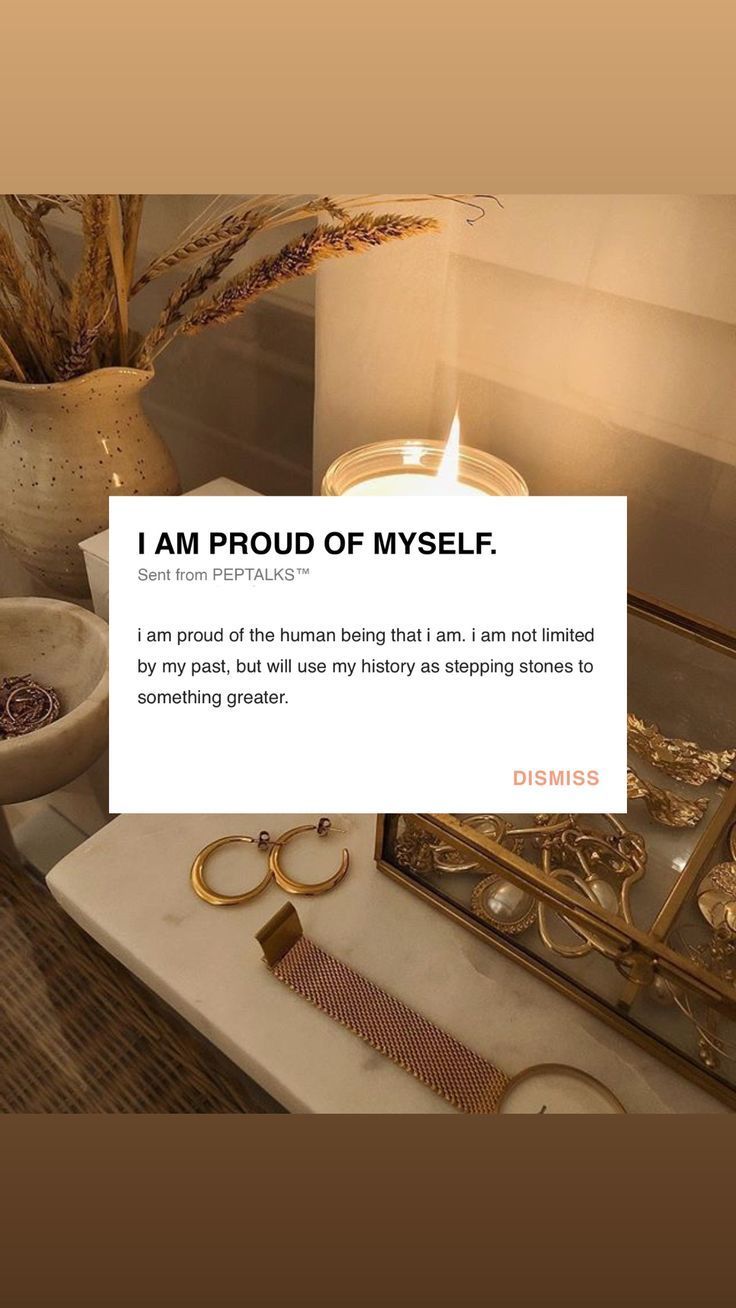 I AM PROUD OF MYSELF.
Sent from PEPTALKS™
i am proud of the human being that i am. i am not limited
by my past, but will use my history as stepping stones to
something greater.
DISMISS